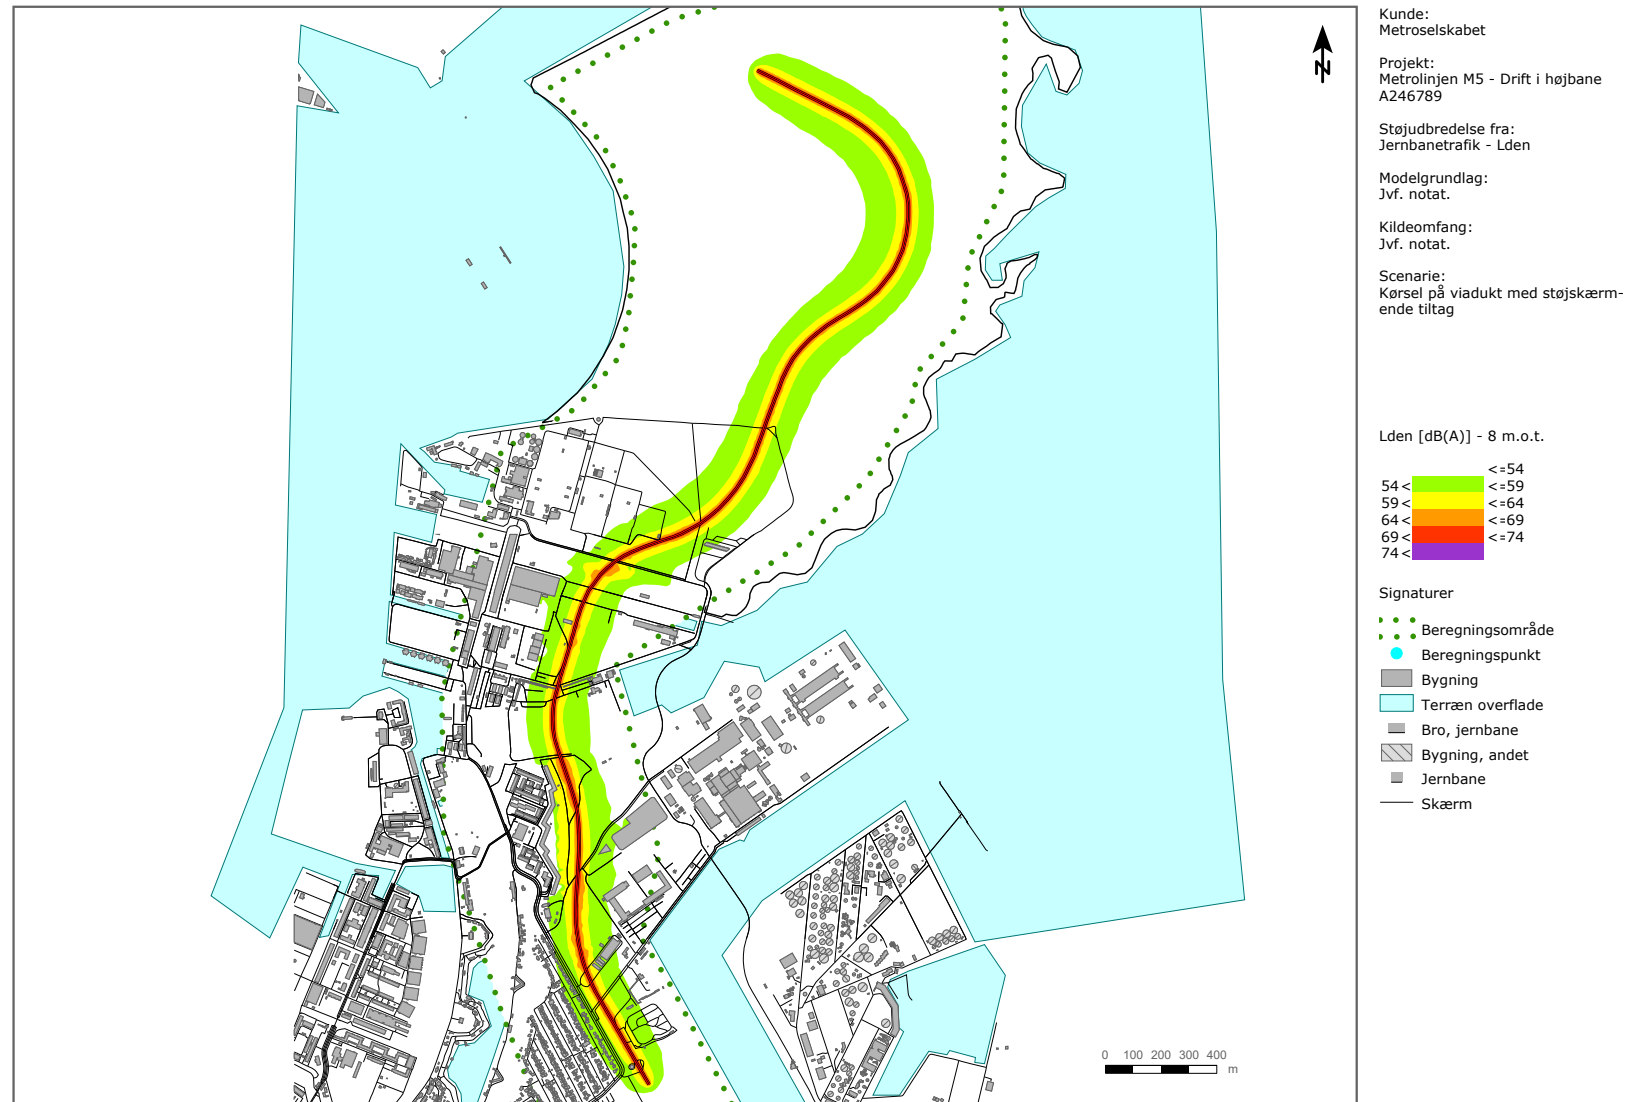 N
Kunde:
Metroselskabet
Projekt:
Metrolinjen M5 - Drift i højbane
A246789
Støjudbredelse fra:
Jernbanetrafik - Lden
Modelgrundlag:
Jvf. notat.
Kildeomfang:
Jvf. notat.
Scenarie:
Kørsel på viadukt med støjskærm-
ende tiltag
Lden [dB(A)] - 8 m.o.t.
<=54
54< <=59
59< <=64
64< <=69
69< <=74
74<
Signaturer
Beregningsområde
Beregningspunkt
Bygning
Terræn overflade
Bro, jernbane
Bygning, andet
Jernbane
Skærm
0 100 200 300 400
m